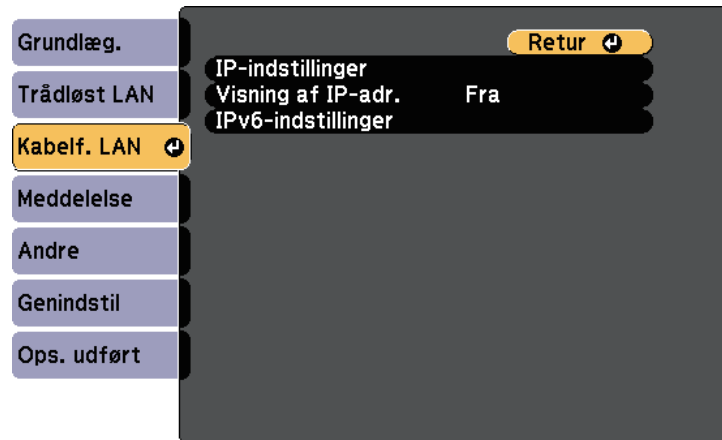 Grundlæg.
Trådløst LAN
Kabelf. LAN
Meddelelse
Andre
Genindstil
Ops. udført
Retur
IP-indstillinger
Visning af IP-adr. Fra
IPv6-indstillinger